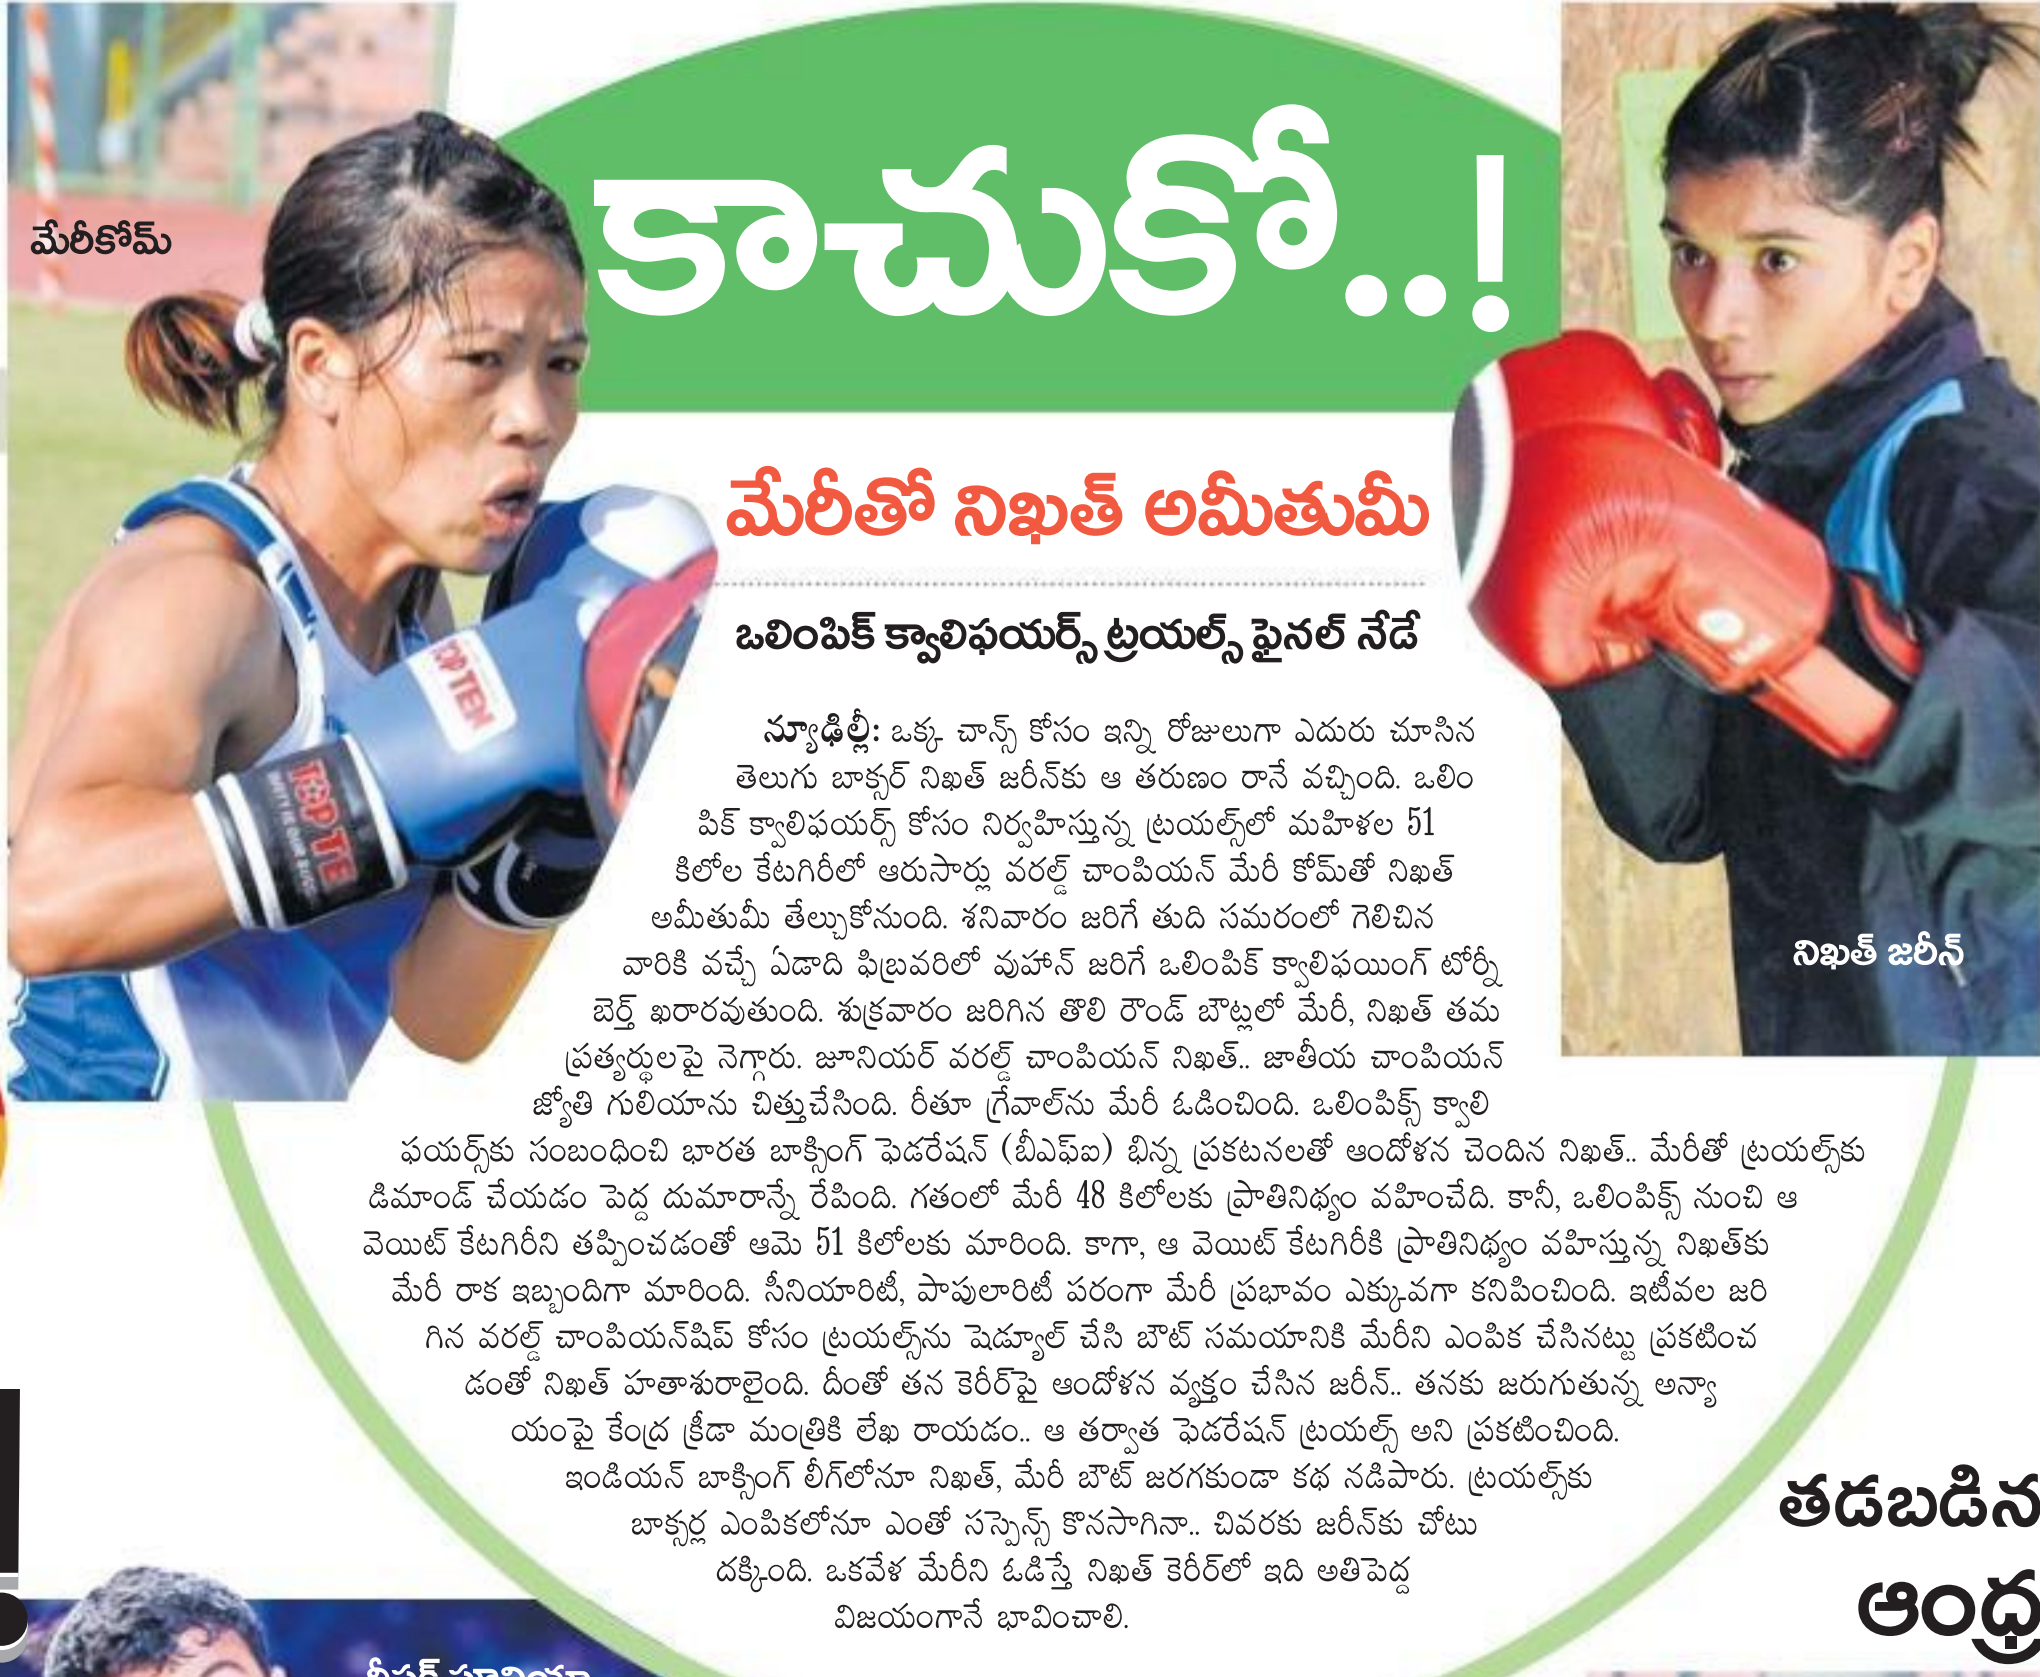 కాచుకో..!
మేరీకోమ్
మేరీతో నిఖత్ అమీతుమీ
ఒలింపిక్ క్వాలిఫయర్స్ ట్రయల్స్ ఫైనల్ నేడే
TOP TEN
TOP TE
నిఖత్ జరీన్
న్యూఢిల్లీ: ఒక్క చాన్స్ కోసం ఇన్ని రోజులుగా ఎదురు చూసిన
తెలుగు బాక్సర్ నిఖత్ జరీన్‌కు ఆ తరుణం రానే వచ్చింది. ఒలిం
పిక్ క్వాలిఫయర్స్ కోసం నిర్వహిస్తున్న ట్రయల్స్‌లో మహిళల 51
కిలోల కేటగిరీలో ఆరుసార్లు వరల్డ్ చాంపియన్ మేరీ కోమ్‌తో నిఖత్
అమీతుమీ తేల్చుకోనుంది. శనివారం జరిగే తుది సమరంలో గెలిచిన
వారికి వచ్చే ఏడాది ఫిబ్రవరిలో వుహాన్ జరిగే ఒలింపిక్ క్వాలిఫయింగ్ టోర్నీ
బెర్త్ ఖరారవుతుంది. శుక్రవారం జరిగిన తొలి రౌండ్ బౌట్లలో మేరీ, నిఖత్ తమ
ప్రత్యర్థులపై నెగ్గారు. జూనియర్ వరల్డ్ చాంపియన్ నిఖత్.. జాతీయ చాంపియన్
జ్యోతి గులియాను చిత్తుచేసింది. రీతూ గ్రేవాల్‌ను మేరీ ఓడించింది. ఒలింపిక్స్ క్వాలి
ఫయర్స్‌కు సంబంధించి భారత బాక్సింగ్ ఫెడరేషన్ (బీఎఫ్ఐ) భిన్న ప్రకటనలతో ఆందోళన చెందిన నిఖత్.. మేరీతో ట్రయల్స్‌కు
డిమాండ్ చేయడం పెద్ద దుమారాన్నే రేపింది. గతంలో మేరీ 48 కిలోలకు ప్రాతినిథ్యం వహించేది. కానీ, ఒలింపిక్స్ నుంచి ఆ
వెయిట్ కేటగిరీని తప్పించడంతో ఆమె 51 కిలోలకు మారింది. కాగా, ఆ వెయిట్ కేటగిరీకి ప్రాతినిథ్యం వహిస్తున్న నిఖత్‌కు
మేరీ రాక ఇబ్బందిగా మారింది. సీనియారిటీ, పాపులారిటీ పరంగా మేరీ ప్రభావం ఎక్కువగా కనిపించింది. ఇటీవల జరి
గిన వరల్డ్ చాంపియన్‌షిప్ కోసం ట్రయల్స్‌ను షెడ్యూల్ చేసి బౌట్ సమయానికి మేరీని ఎంపిక చేసినట్టు ప్రకటించ
డంతో నిఖత్ హతాశురాలైంది. దీంతో తన కెరీర్‌పై ఆందోళన వ్యక్తం చేసిన జరీన్.. తనకు జరుగుతున్న అన్యా
యంపై కేంద్ర క్రీడా మంత్రికి లేఖ రాయడం.. ఆ తర్వాత ఫెడరేషన్ ట్రయల్స్ అని ప్రకటించింది.
ఇండియన్ బాక్సింగ్ లీగ్‌లోనూ నిఖత్, మేరీ బౌట్ జరగకుండా కథ నడిపారు. ట్రయల్స్‌కు
బాక్సర్ల ఎంపికలోనూ ఎంతో సస్పెన్స్ కొనసాగినా.. చివరకు జరీన్‌కు చోటు
దక్కింది. ఒకవేళ మేరీని ఓడిస్తే నిఖత్ కెరీర్‌లో ఇది అతిపెద్ద
విజయంగానే భావించాలి.
తడబడిన
ఆంధ్ర